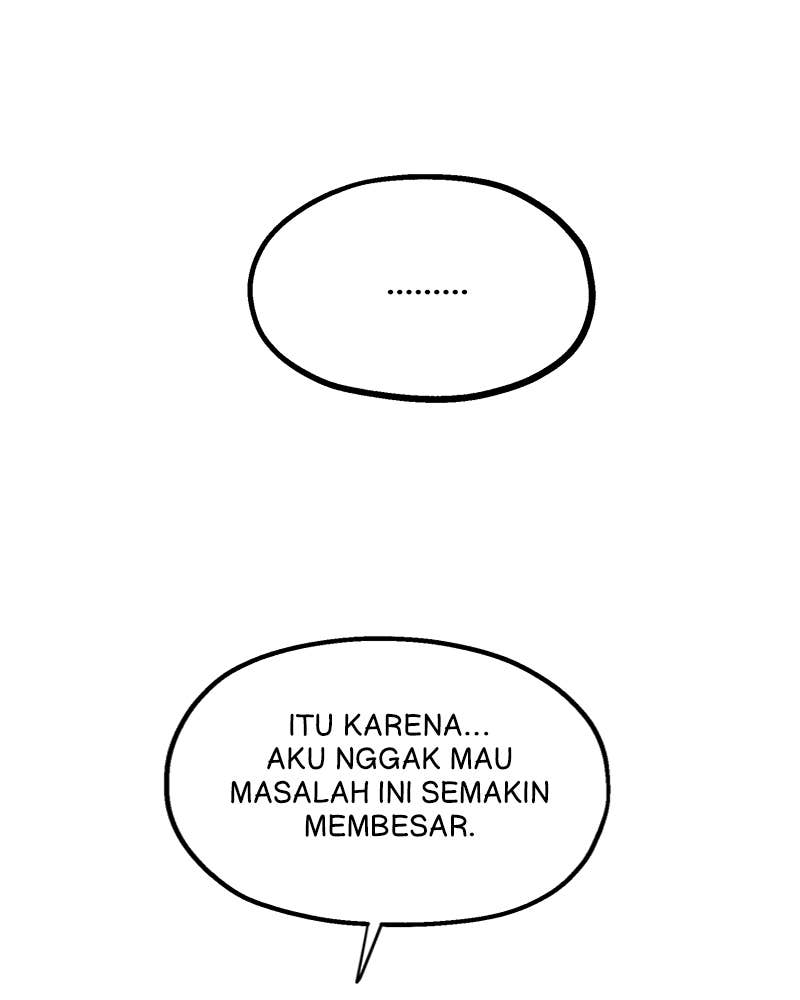 .........
ITU KARENA...
AKU NGGAK MAU
MASALAH INI SEMAKIN
MEMBESAR.